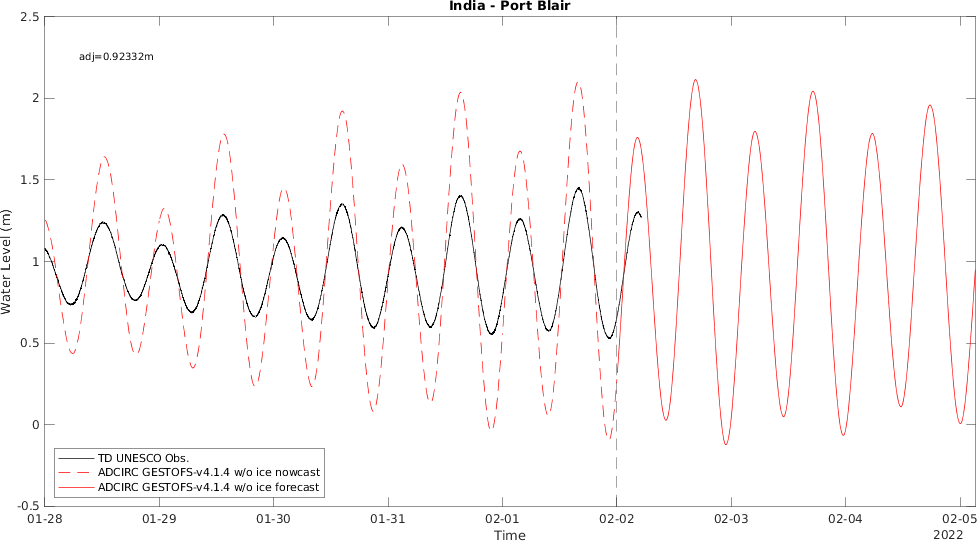 India - Port Blair
adj=0.92332m
2.5
2
1.5
1
0.5
0
-0.5
Water Level (m)
TD UNESCO Obs.
ADCIRC GESTOFS-v4.1.4 w/o ice nowcast
ADCIRC GESTOFS-v4.1.4 w/o ice forecast
01-28 01-29 01-30 01-31 02-01 02-02 02-03 02-04 02-05
Time
2022